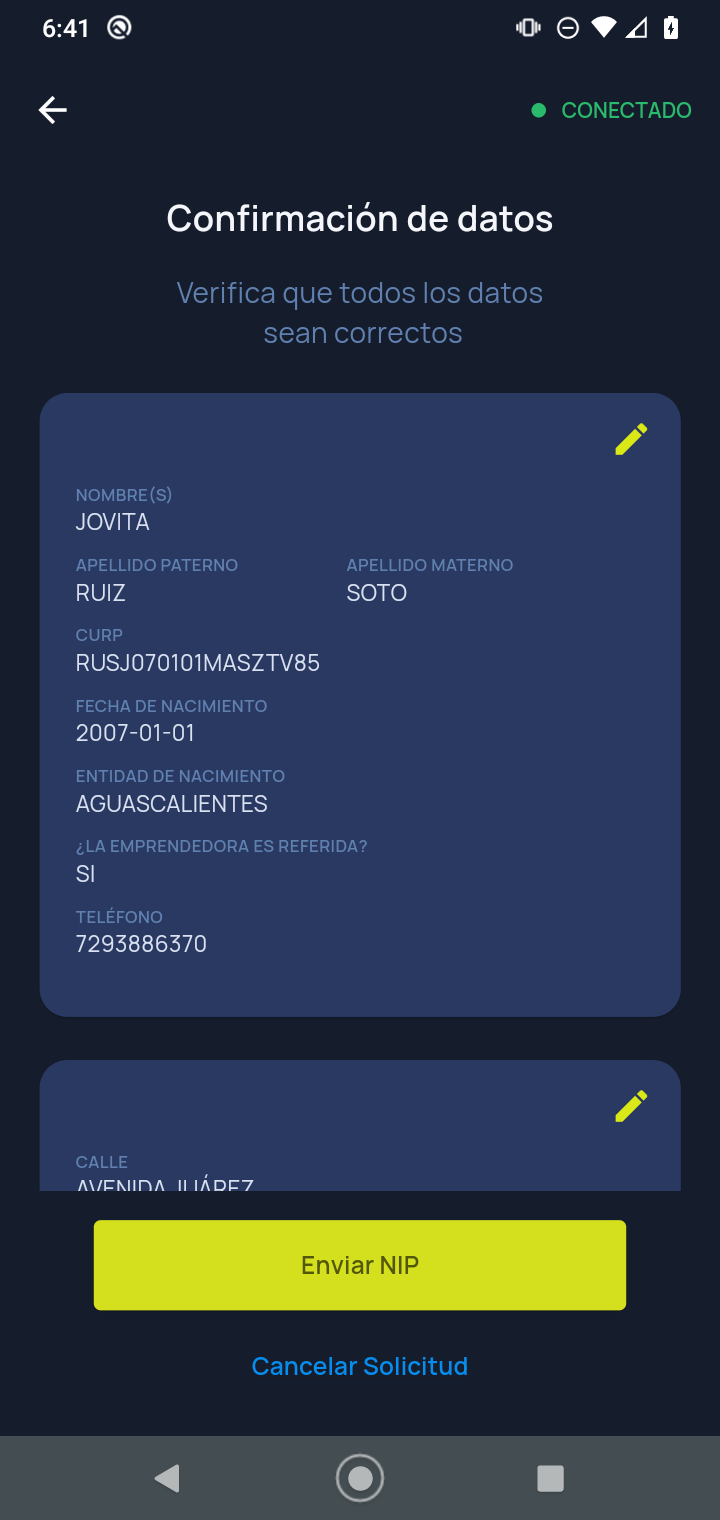 6:41
CONECTADO
Confirmación de datos
Verifica que todos los datos
sean correctos
NOMBRE(S)
JOVITA
APELLIDO PATERNO APELLIDO MATERNO
RUIZ SOTO
CURP
RUSJ070101MASZTV85
FECHA DE NACIMIENTO
2007-01-01
ENTIDAD DE NACIMIENTO
AGUASCALIENTES
¿LA EMPRENDEDORA ES REFERIDA?
SI
TELÉFONO
7293886370
CALLE
AVENIDA JUÁREZ
Enviar NIP
Cancelar Solicitud